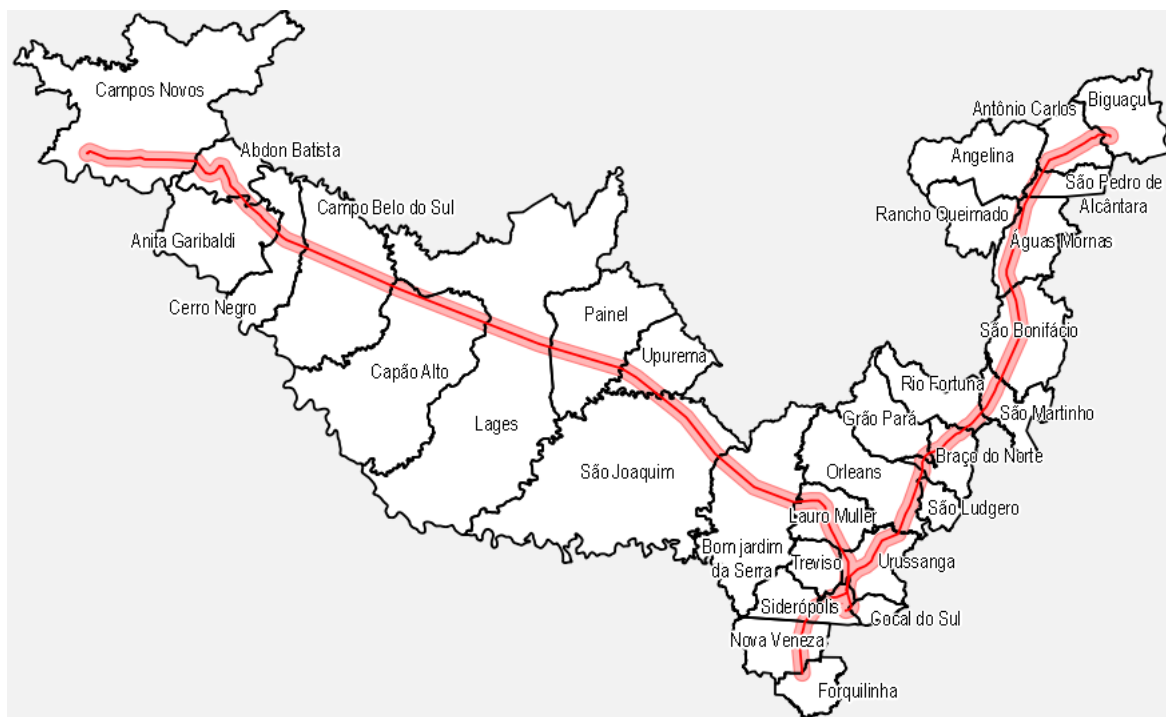 Campos Novos
Antônio Carlos
Biguaçu
Abdon Batista
Angelina
São Pedro de
Alcântara
Campo Belo do Sul
Rancho Queimado
Anita Garibaldi
Águas Mornas
Cerro Negro
Painel
São Bonifácio
Upurema
Capão Alto
Rio Fortuna
São Martinho
Grão Pará
Lages
Braço do Norte
São Joaquim
Orleans
São Ludgero
Lauro Muller
Bom jardim
da Serra
Treviso
Urussanga
Siderópolis
Gocal do Sul
Nova Veneza
Forquilinha